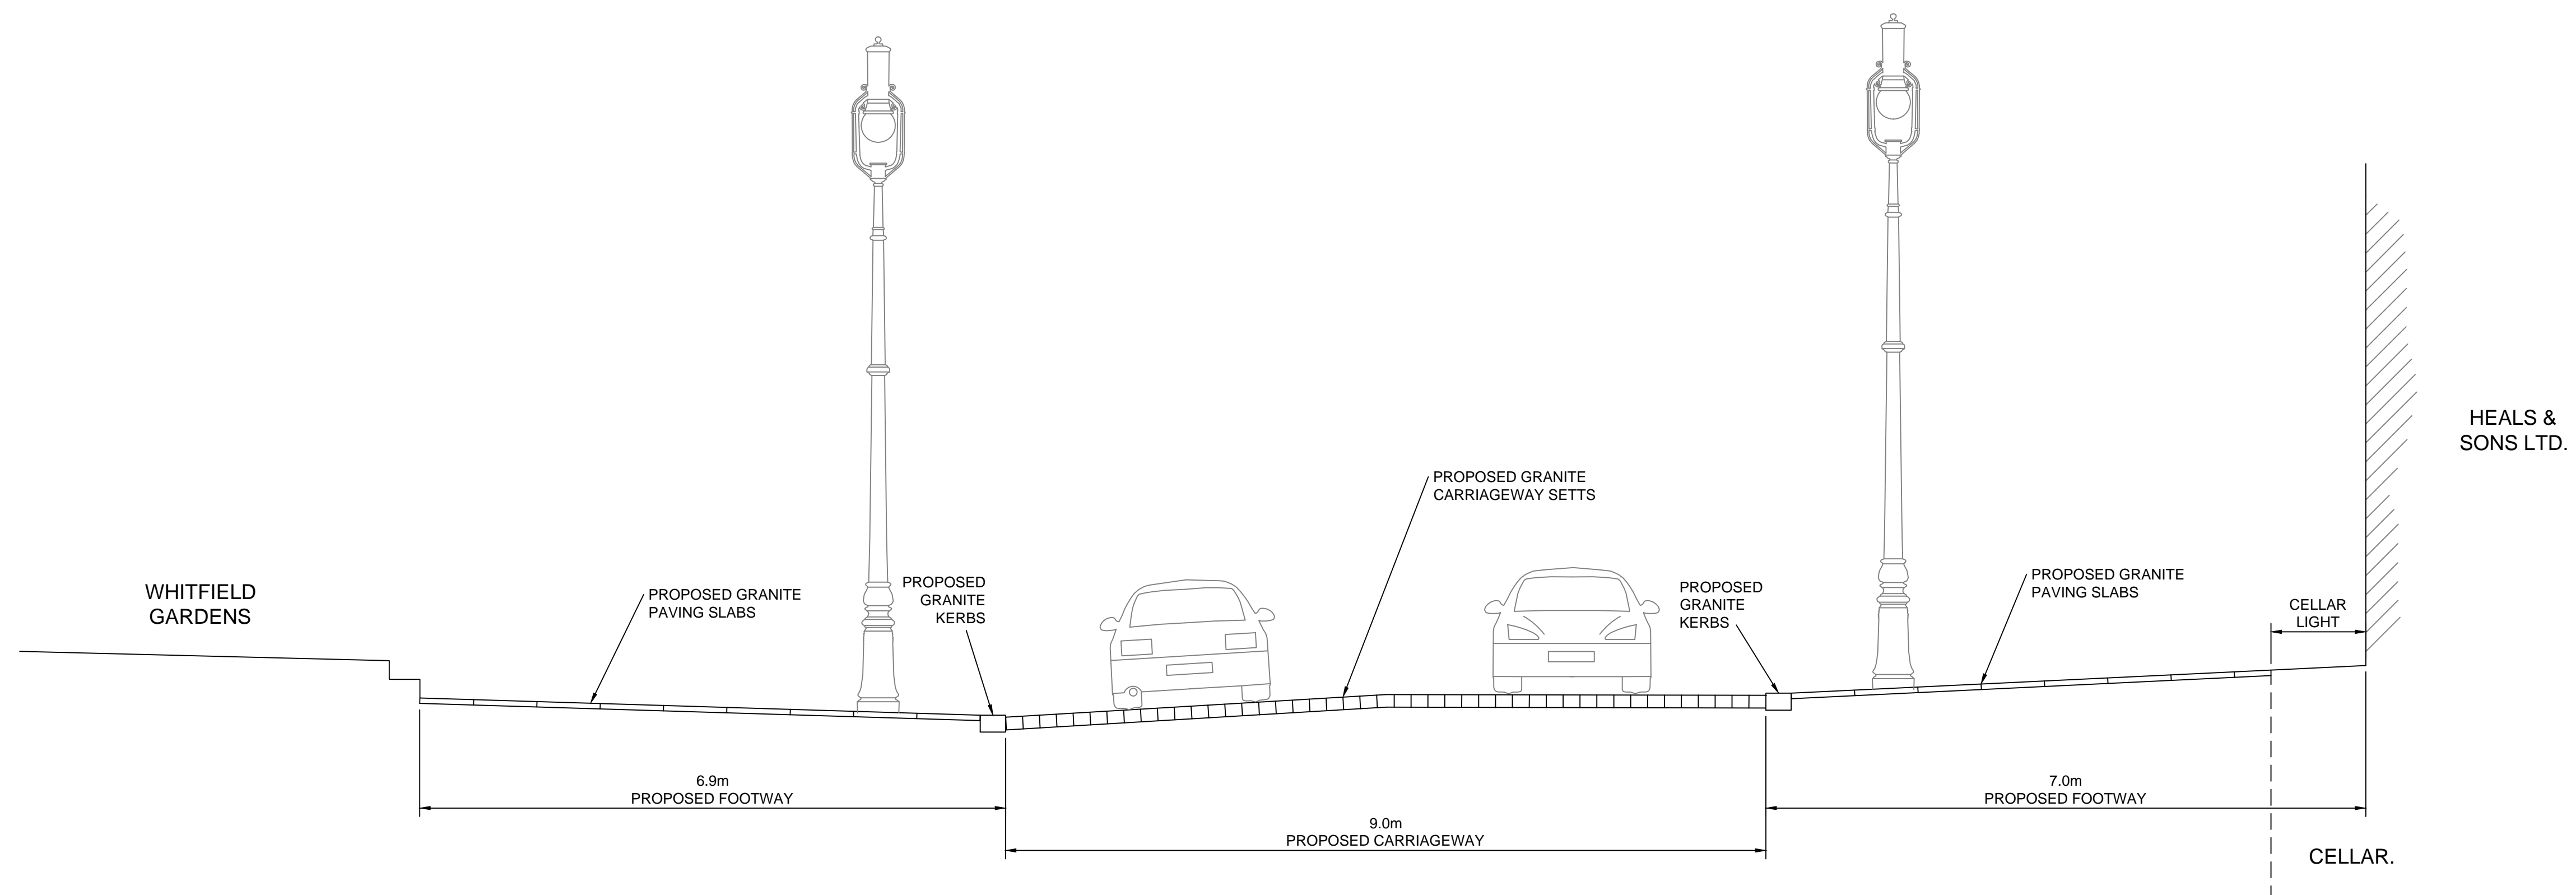 WHITFIELD
GARDENS
PROPOSED GRANITE
PAVING SLABS
PROPOSED
GRANITE
KERBS
PROPOSED GRANITE
CARRIAGEWAY SETTS
PROPOSED
GRANITE
KERBS
PROPOSED GRANITE
PAVING SLABS
CELLAR
LIGHT
HEALS &
SONS LTD.
6.9m
PROPOSED FOOTWAY
9.0m
PROPOSED CARRIAGEWAY
7.0m
PROPOSED FOOTWAY
CELLAR.